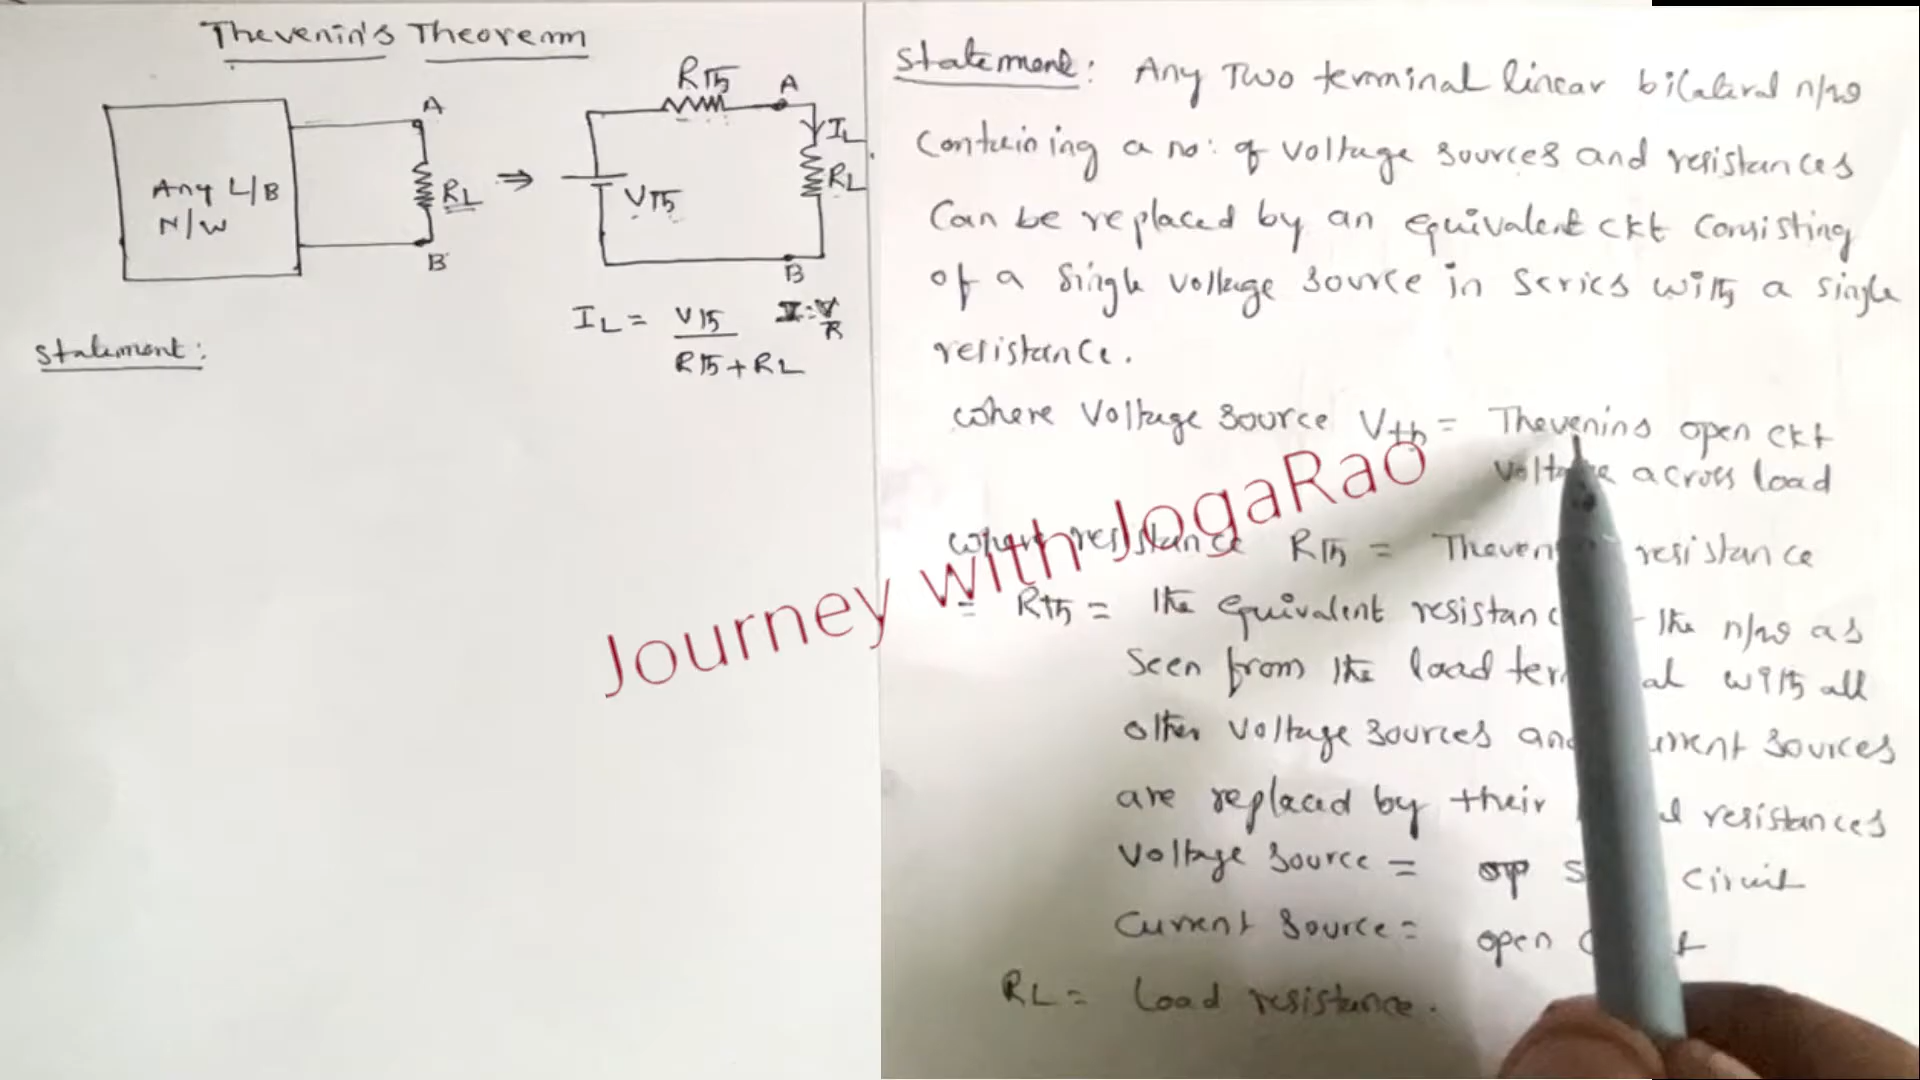 Thevenin's Theorem
A
Any L/B
N/W
RL
B
⇒
RTh
A
IL
RL
VTh
B
IL = VTh / RTh + RL
I = V/R
Statement:
Statement: Any Two terminal linear bilateral n/w
Containing a no: of voltage sources and resistances
Can be replaced by an equivalent ckt Consisting
of a single voltage source in series with a single
resistance.
where Voltage source Vth = Thevenins open ckt
across load
where resistance RTh = resistance
= RTh = the equivalent the n/w as
Seen from the load with all
other voltage sources and sources
are replaced by their resistances
Voltage source = circuit
Current source = open
RL = Load resistance.
Journey with JogaRao